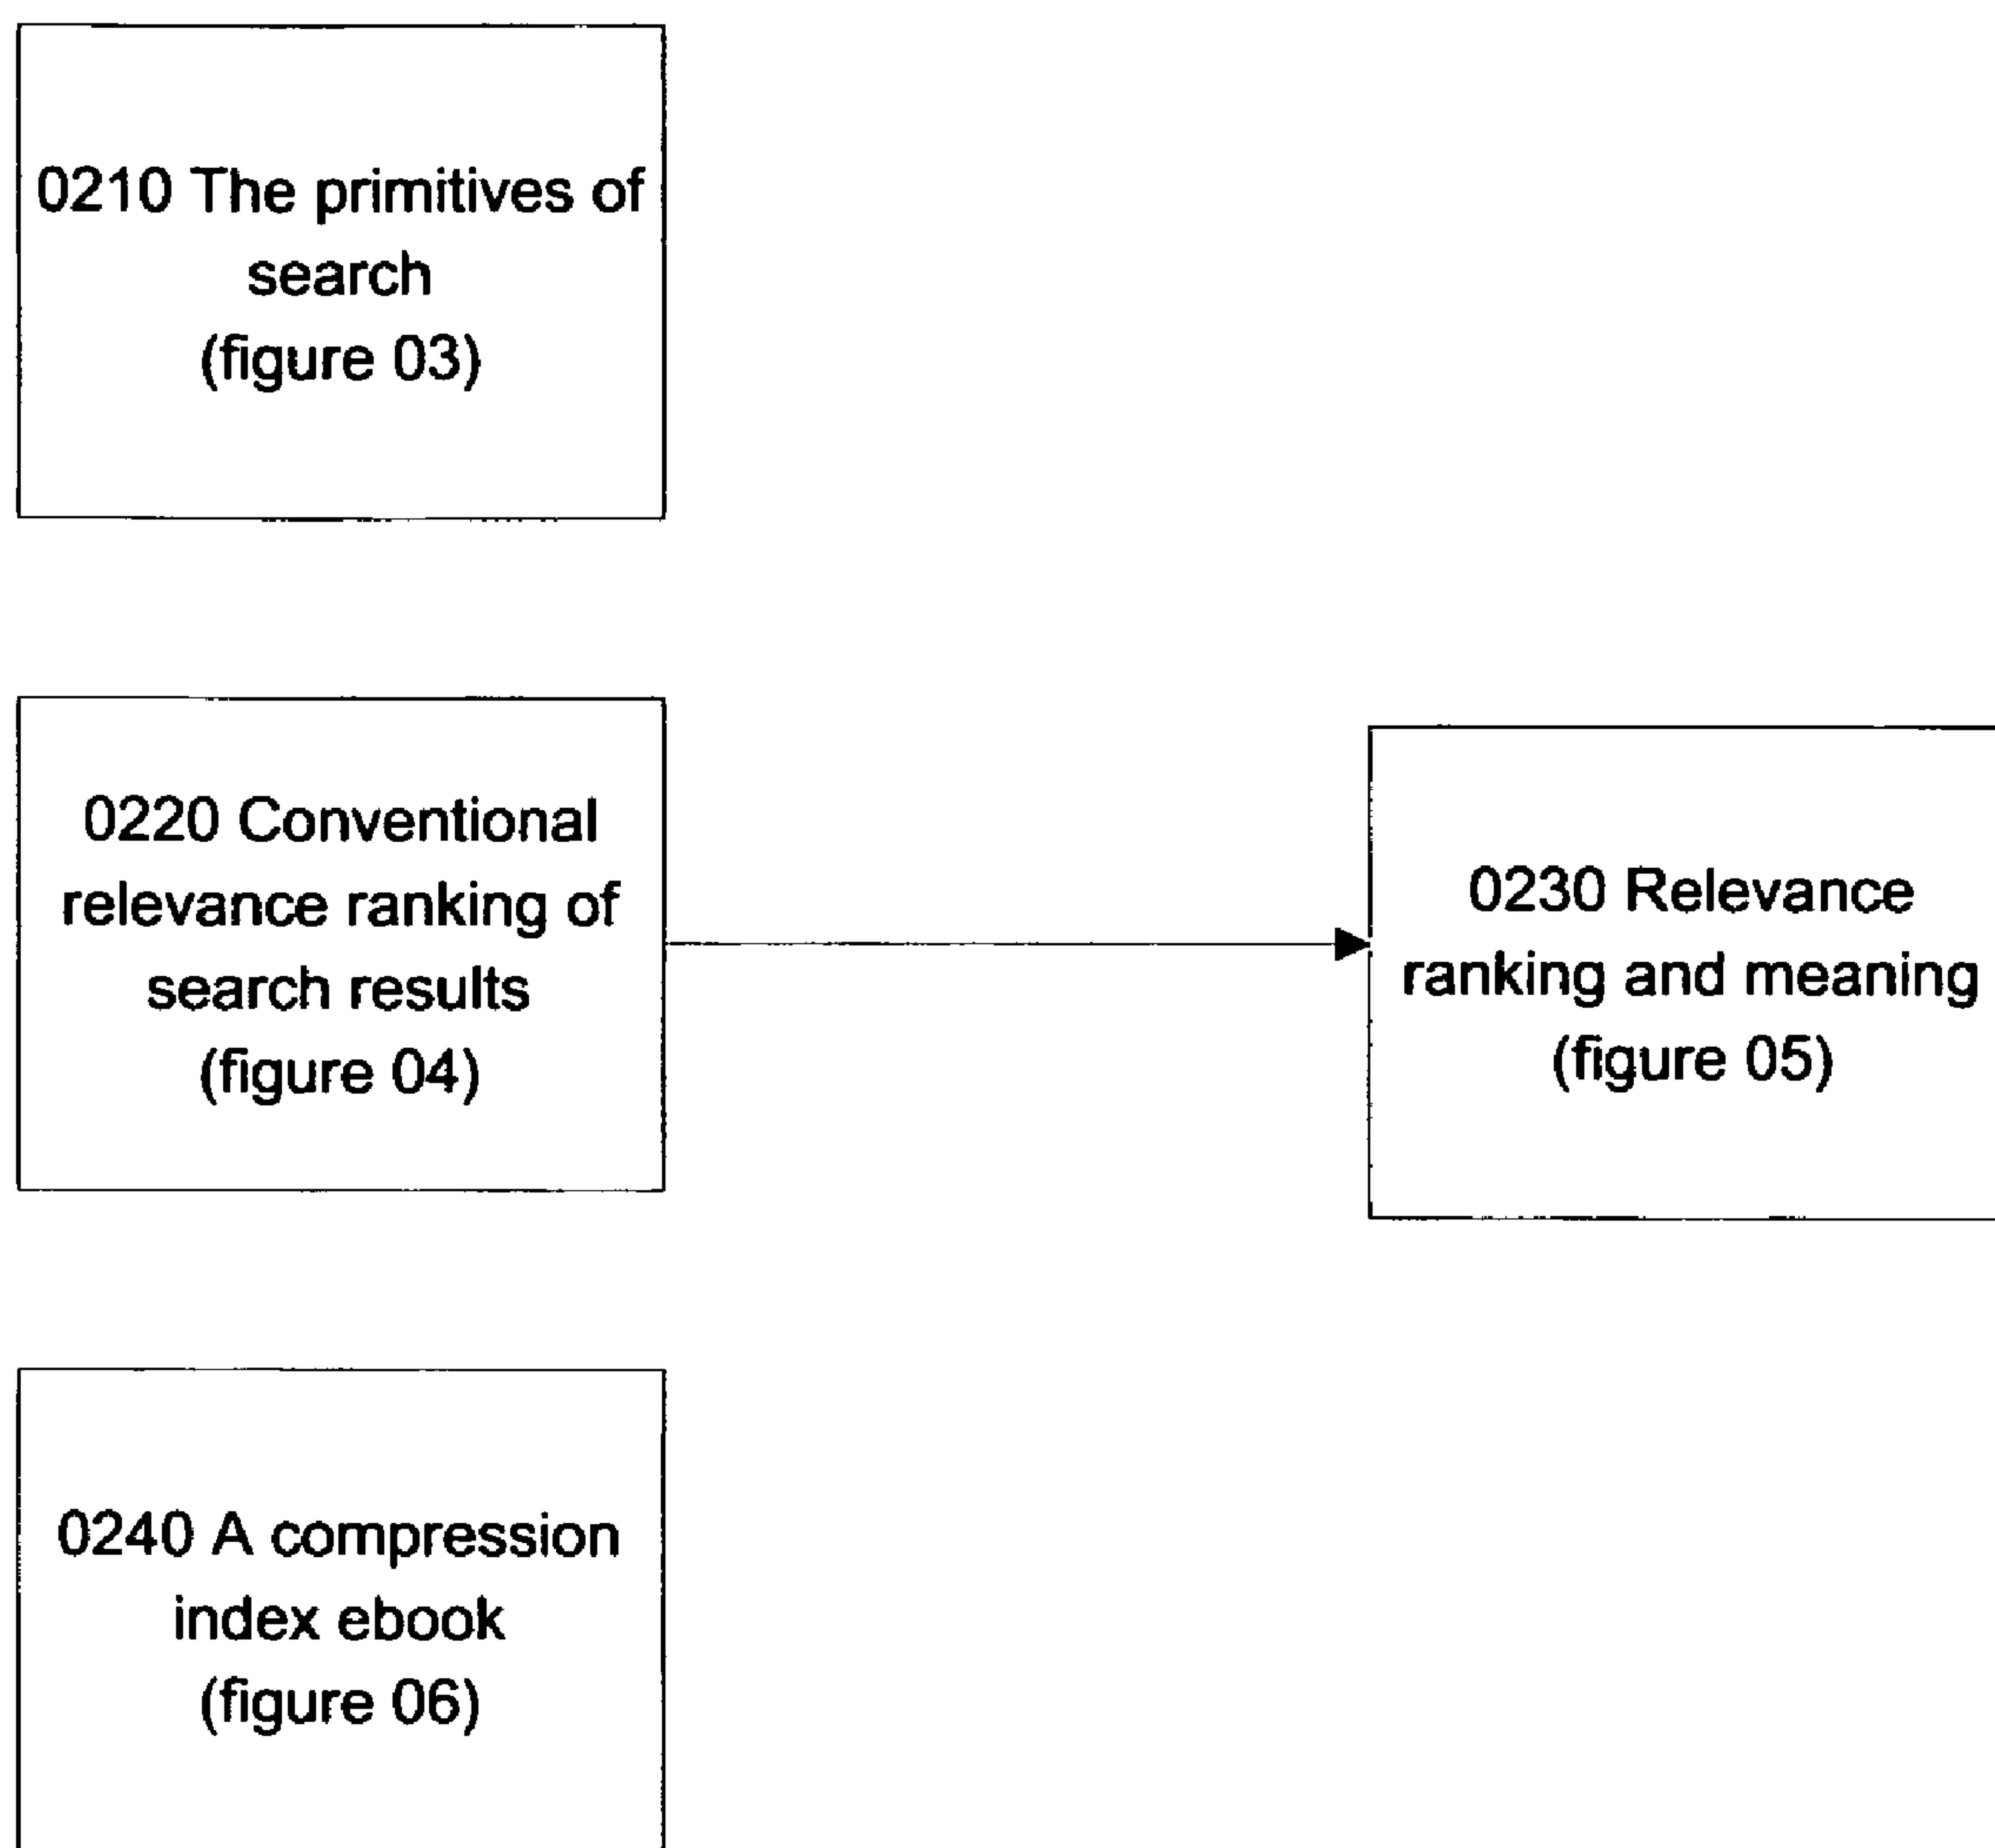 0210 The primitives of
search
(figure 03)
0220 Conventional
relevance ranking of
search results
(figure 04)
0230 Relevance
ranking and meaning
(figure 05)
0240 A compression
index ebook
(figure 06)